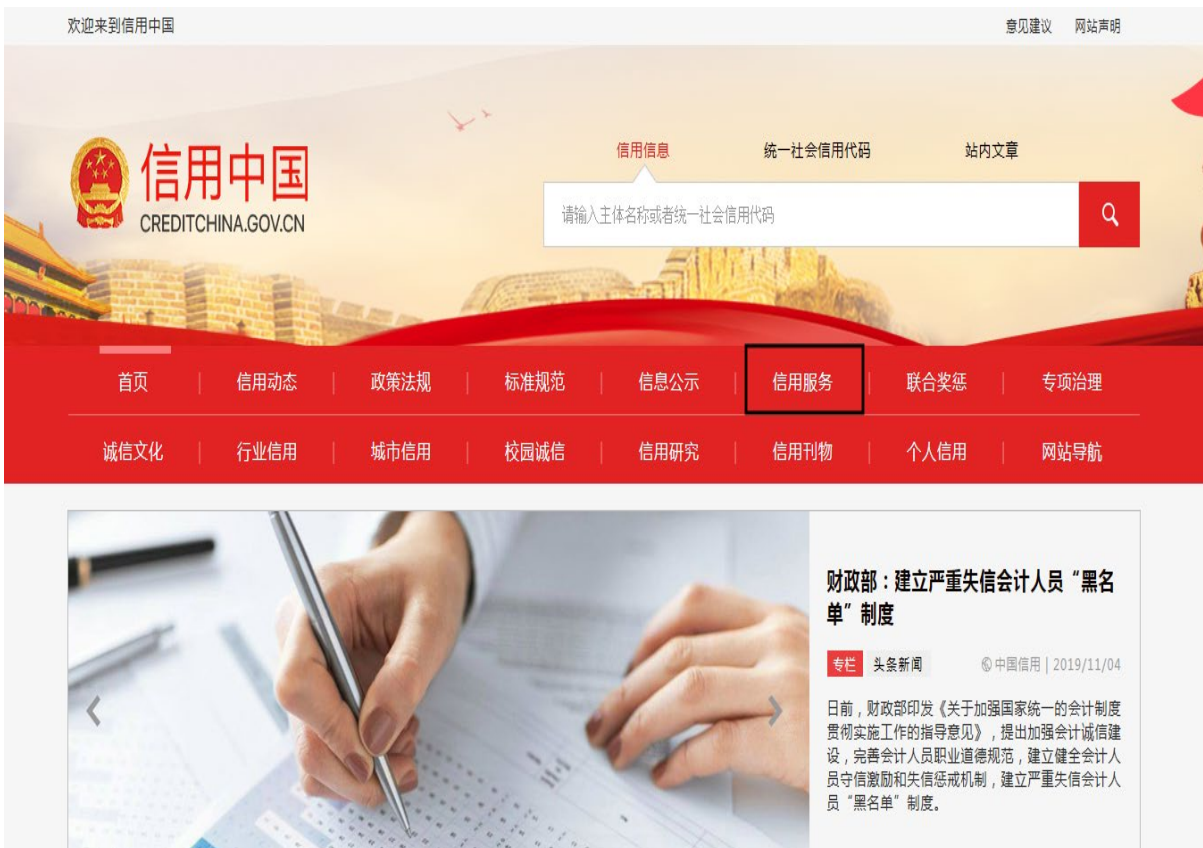 欢迎来到信用中国
意见建议 网站声明
信用中国
CREDITCHINA.GOV.CN
信用信息 统一社会信用代码 站内文章
请输入主体名称或者统一社会信用代码
首页 信用动态 政策法规 标准规范 信息公示 信用服务 联合奖惩 专项治理
诚信文化 行业信用 城市信用 校园诚信 信用研究 信用刊物 个人信用 网站导航
财政部：建立严重失信会计人员“黑名
单”制度
专栏 头条新闻 中国信用 | 2019/11/04
日前，财政部印发《关于加强国家统一的会计制度
贯彻实施工作的指导意见》，提出加强会计诚信建
设，完善会计人员职业道德规范，建立健全会计人
员守信激励和失信惩戒机制，建立严重失信会计人
员“黑名单”制度。